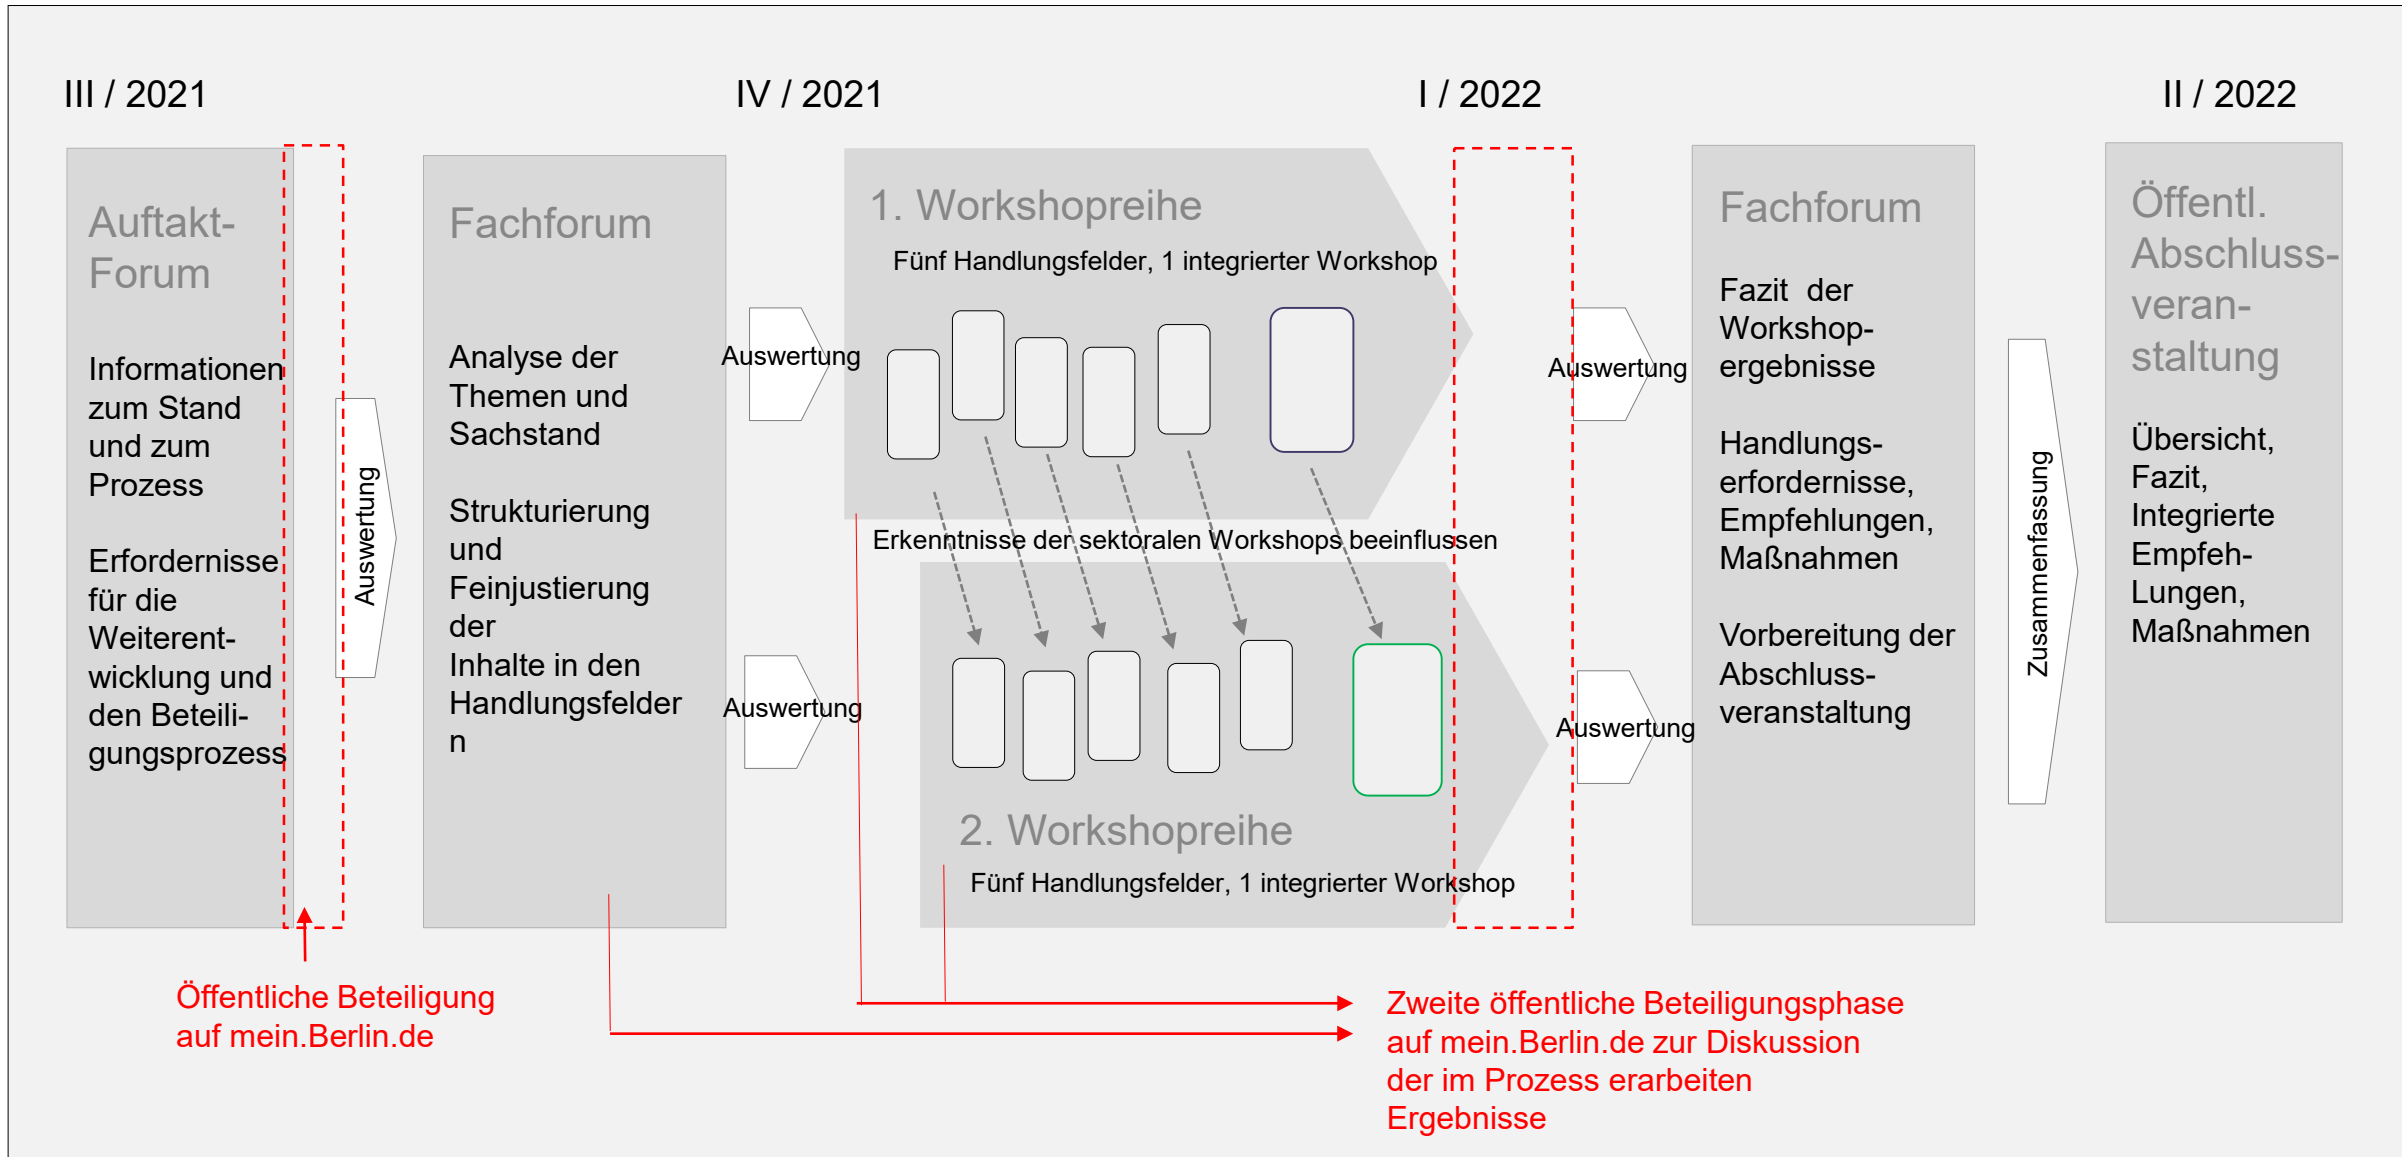 III / 2021
IV / 2021
I / 2022
II / 2022
Auftakt-
Forum
Informationen
zum Stand
und zum
Prozess
Erfordernisse
für die
Weiterent-
wicklung und
den Beteili-
gungsprozess
Auswertung
Fachforum
Analyse der
Themen und
Sachstand
Strukturierung
und
Feinjustierung
der
Inhalte in den
Handlungsfelder
n
Auswertung
Auswertung
1. Workshopreihe
Fünf Handlungsfelder, 1 integrierter Workshop
Erkenntnisse der sektoralen Workshops beeinflussen
2. Workshopreihe
Fünf Handlungsfelder, 1 integrierter Workshop
Auswertung
Auswertung
Fachforum
Fazit der
Workshop-
ergebnisse
Handlungs-
erfordernisse,
Empfehlungen,
Maßnahmen
Vorbereitung der
Abschluss-
veranstaltung
Zusammenfassung
Öffentl.
Abschluss-
veran-
staltung
Übersicht,
Fazit,
Integrierte
Empfeh-
Lungen,
Maßnahmen
Öffentliche Beteiligung
auf mein.Berlin.de
Zweite öffentliche Beteiligungsphase
auf mein.Berlin.de zur Diskussion
der im Prozess erarbeiten
Ergebnisse